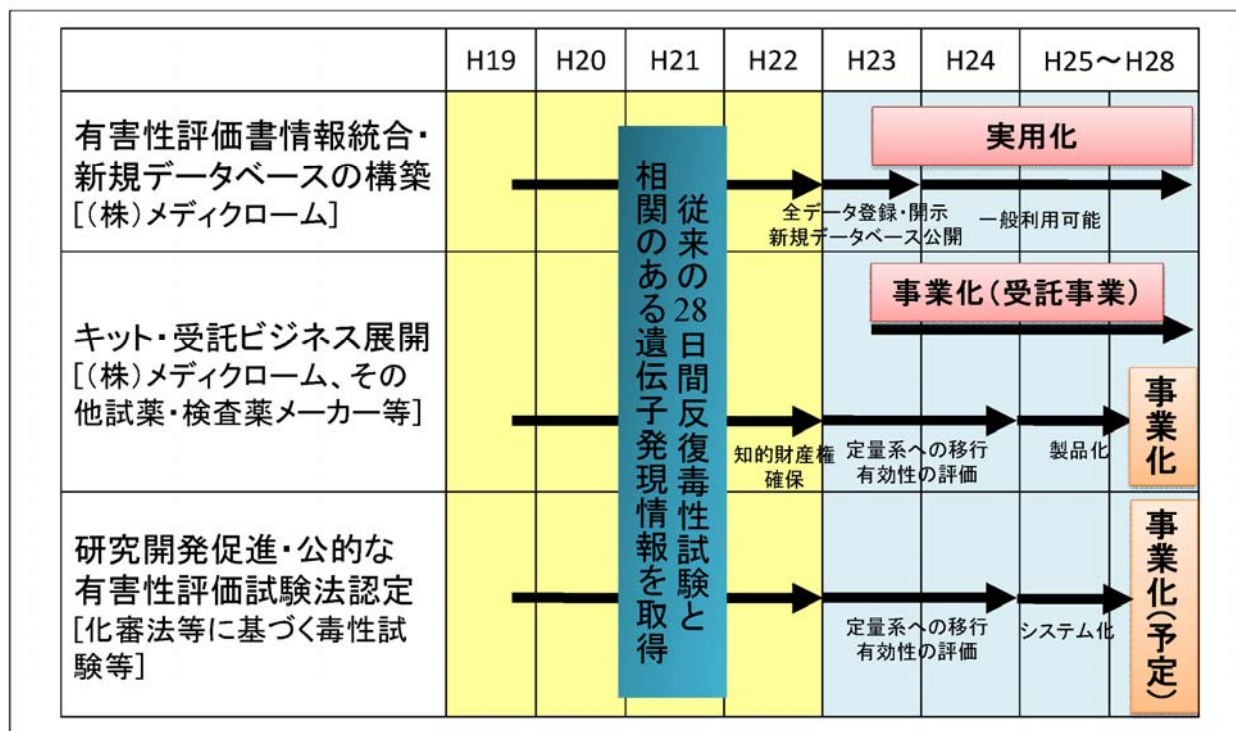 H19 H20 H21 H22 H23 H24 H25～H28
有害性評価書情報統合・
新規データベースの構築
[(株)メディクローム]
実用化
全データ登録・開示
新規データベース公開
一般利用可能
キット・受託ビジネス展開
[(株)メディクローム、その
他試薬・検査薬メーカー等]
事業化(受託事業)
知的財産権
確保
定量系への移行
有効性の評価
製品化
事業化
研究開発促進・公的な
有害性評価試験法認定
[化審法等に基づく毒性試
験等]
定量系への移行
有効性の評価
システム化
事業化(予定)
従来の28日間反復毒性試験と
相関のある遺伝子発現情報を取得